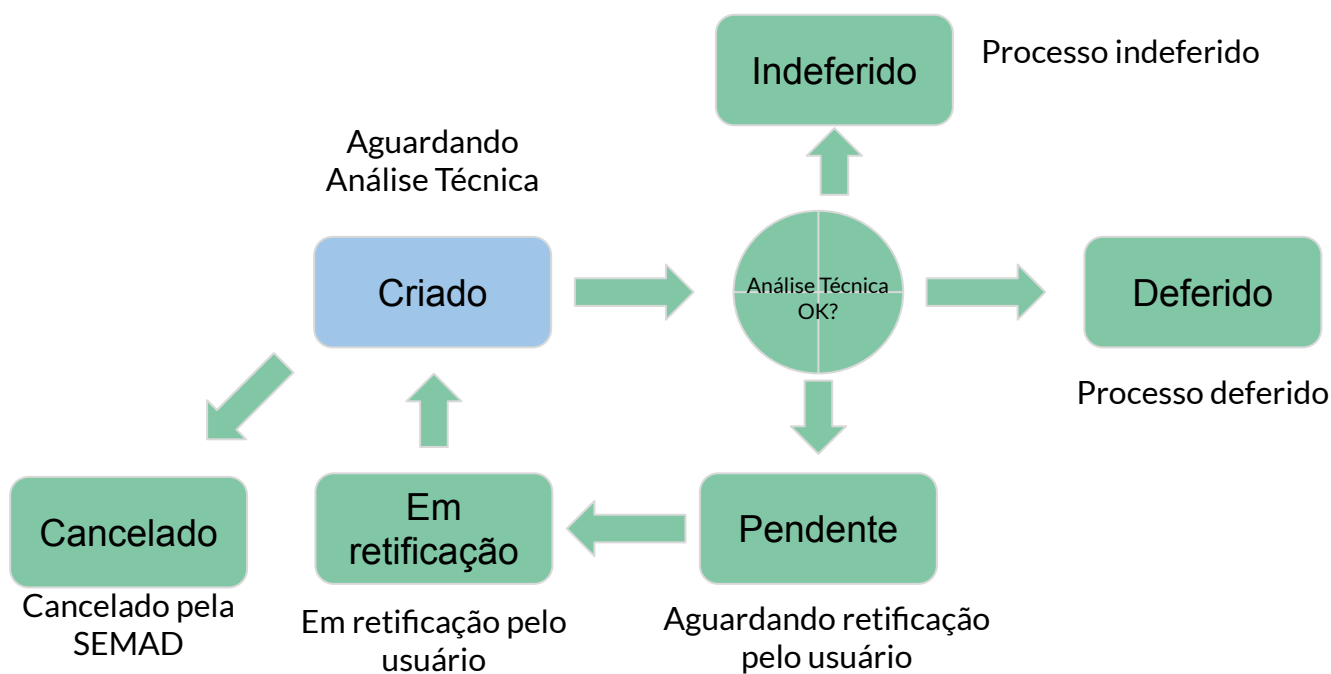 Indeferido
Processo indeferido
Aguardando
Análise Técnica
Criado
Análise Técnica
OK?
Deferido
Processo deferido
Cancelado
Cancelado pela
SEMAD
Em
retificação
Em retificação pelo
usuário
Pendente
Aguardando retificação
pelo usuário